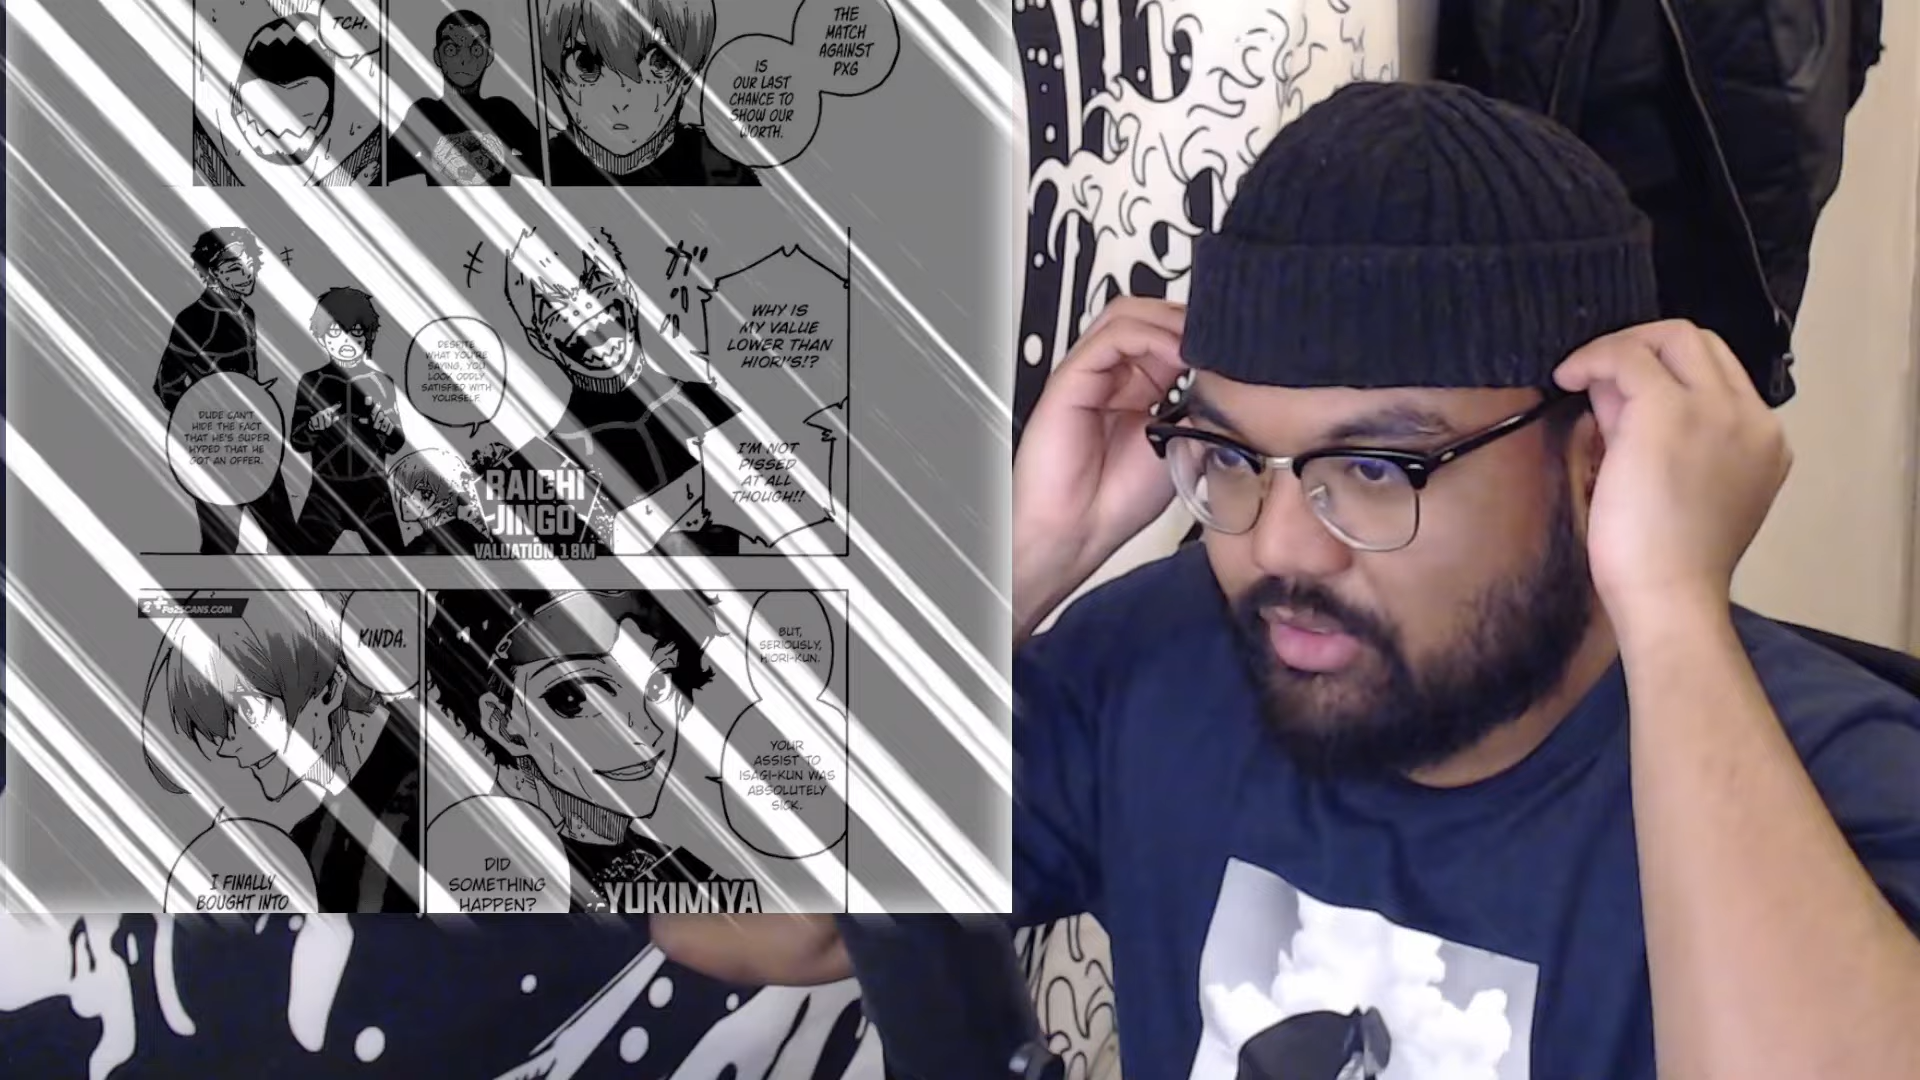 TCH.
THE
MATCH
AGAINST
PXG
IS
OUR LAST
CHANCE TO
SHOW OUR
WORTH.
ガ
WHY IS
MY VALUE
LOWER THAN
HIORI'S!?
I'M NOT
PISSED
AT ALL
THOUGH!!
DESPITE
WHAT YOU'RE
SAYING, YOU
LOOK ODDLY
SATISFIED WITH
YOURSELF.
DUDE CAN'T
HIDE THE FACT
THAT HE'S SUPER
HYPED THAT HE
GOT AN OFFER.
RAICHI
JINGO
VALUATION 18M
BUT,
SERIOUSLY,
HIORI-KUN.
YOUR
ASSIST TO
ISAGI-KUN WAS
ABSOLUTELY
SICK.
DID
SOMETHING
HAPPEN?
YUKIMIYA
KINDA.
I FINALLY
BOUGHT INTO